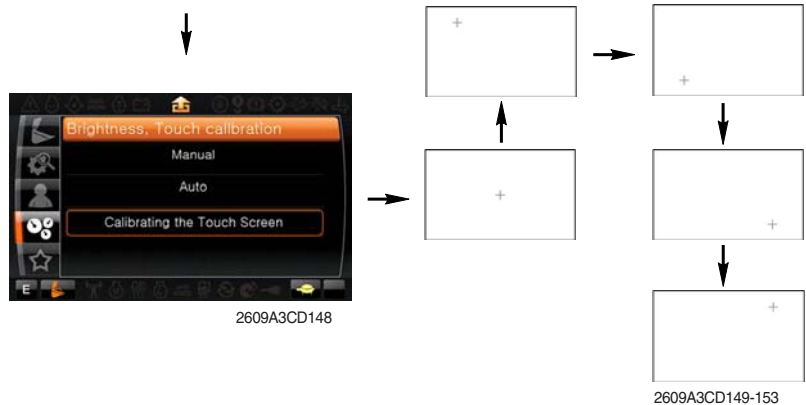 Brightness, Touch callbration
Manual
Auto
Calibrating the Touch Screen
E
2609A3CD148
2609A3CD149-153